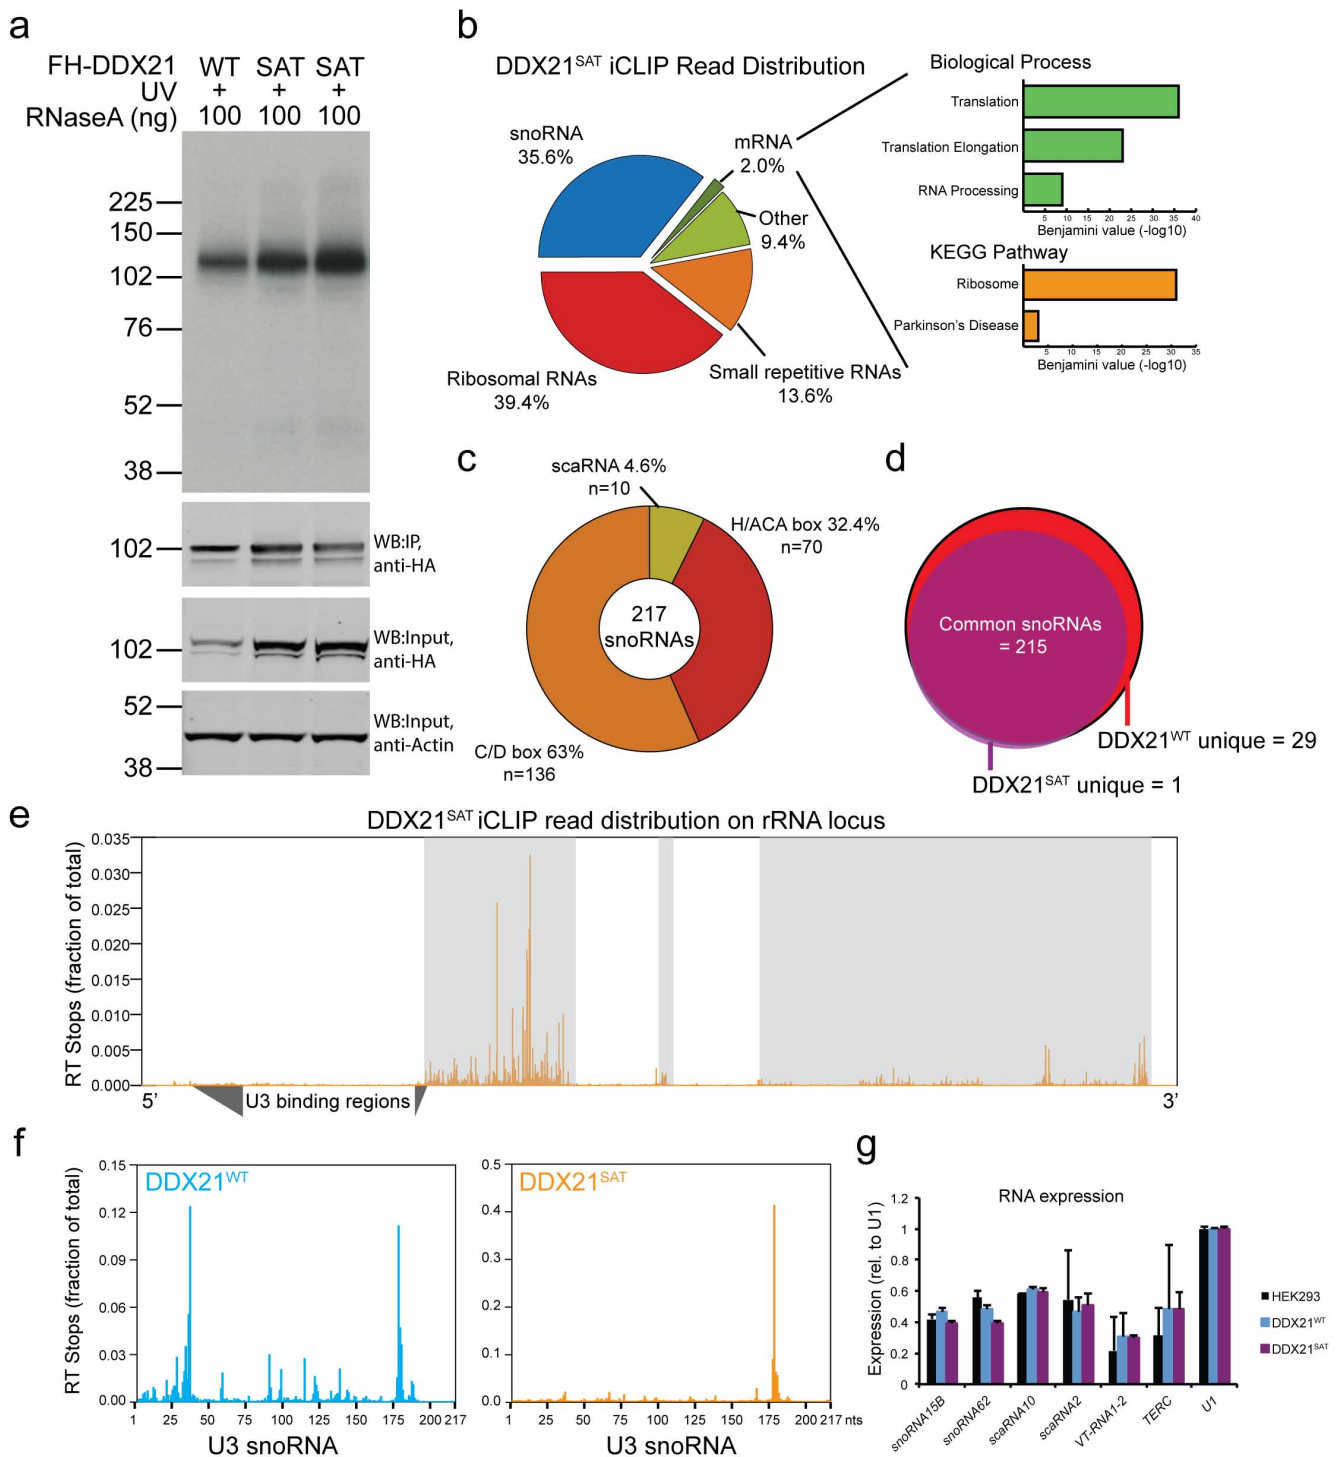 a
FH-DDX21 WT SAT SAT
UV + + +
RNaseA (ng) 100 100 100
225
150
102
76
52
38
102
WB:IP,
anti-HA
102
WB:Input,
anti-HA
52
38
WB:Input,
anti-Actin
b
DDX21SAT iCLIP Read Distribution
snoRNA
35.6%
mRNA
2.0%
Other
9.4%
Small repetitive RNAs
13.6%
Ribosomal RNAs
39.4%
Biological Process
Translation
Translation Elongation
RNA Processing
5 10 15 20 25 30 35 40
Benjamini value (-log10)
KEGG Pathway
Ribosome
Parkinson's Disease
5 10 15 20 25 30 35
Benjamini value (-log10)
c
scaRNA 4.6%
n=10
H/ACA box 32.4%
n=70
217
snoRNAs
C/D box 63%
n=136
d
Common snoRNAs
= 215
DDX21WT unique = 29
DDX21SAT unique = 1
e
DDX21SAT iCLIP read distribution on rRNA locus
RT Stops (fraction of total)
0.035
0.030
0.025
0.020
0.015
0.010
0.005
0.000
5' U3 binding regions 3'
f
RT Stops (fraction of total)
DDX21WT
0.15
0.12
0.09
0.06
0.03
0.00
1 25 50 75 100 125 150 175 200 217
U3 snoRNA
DDX21SAT
0.5
0.4
0.3
0.2
0.1
0.0
1 25 50 75 100 125 150 175 200 217 nts
U3 snoRNA
g
RNA expression
Expression (rel. to U1)
1.2
1
0.8
0.6
0.4
0.2
0
snoRNA15B
snoRNA62
scaRNA10
scaRNA2
VT-RNA1-2
TERC
U1
HEK293
DDX21WT
DDX21SAT